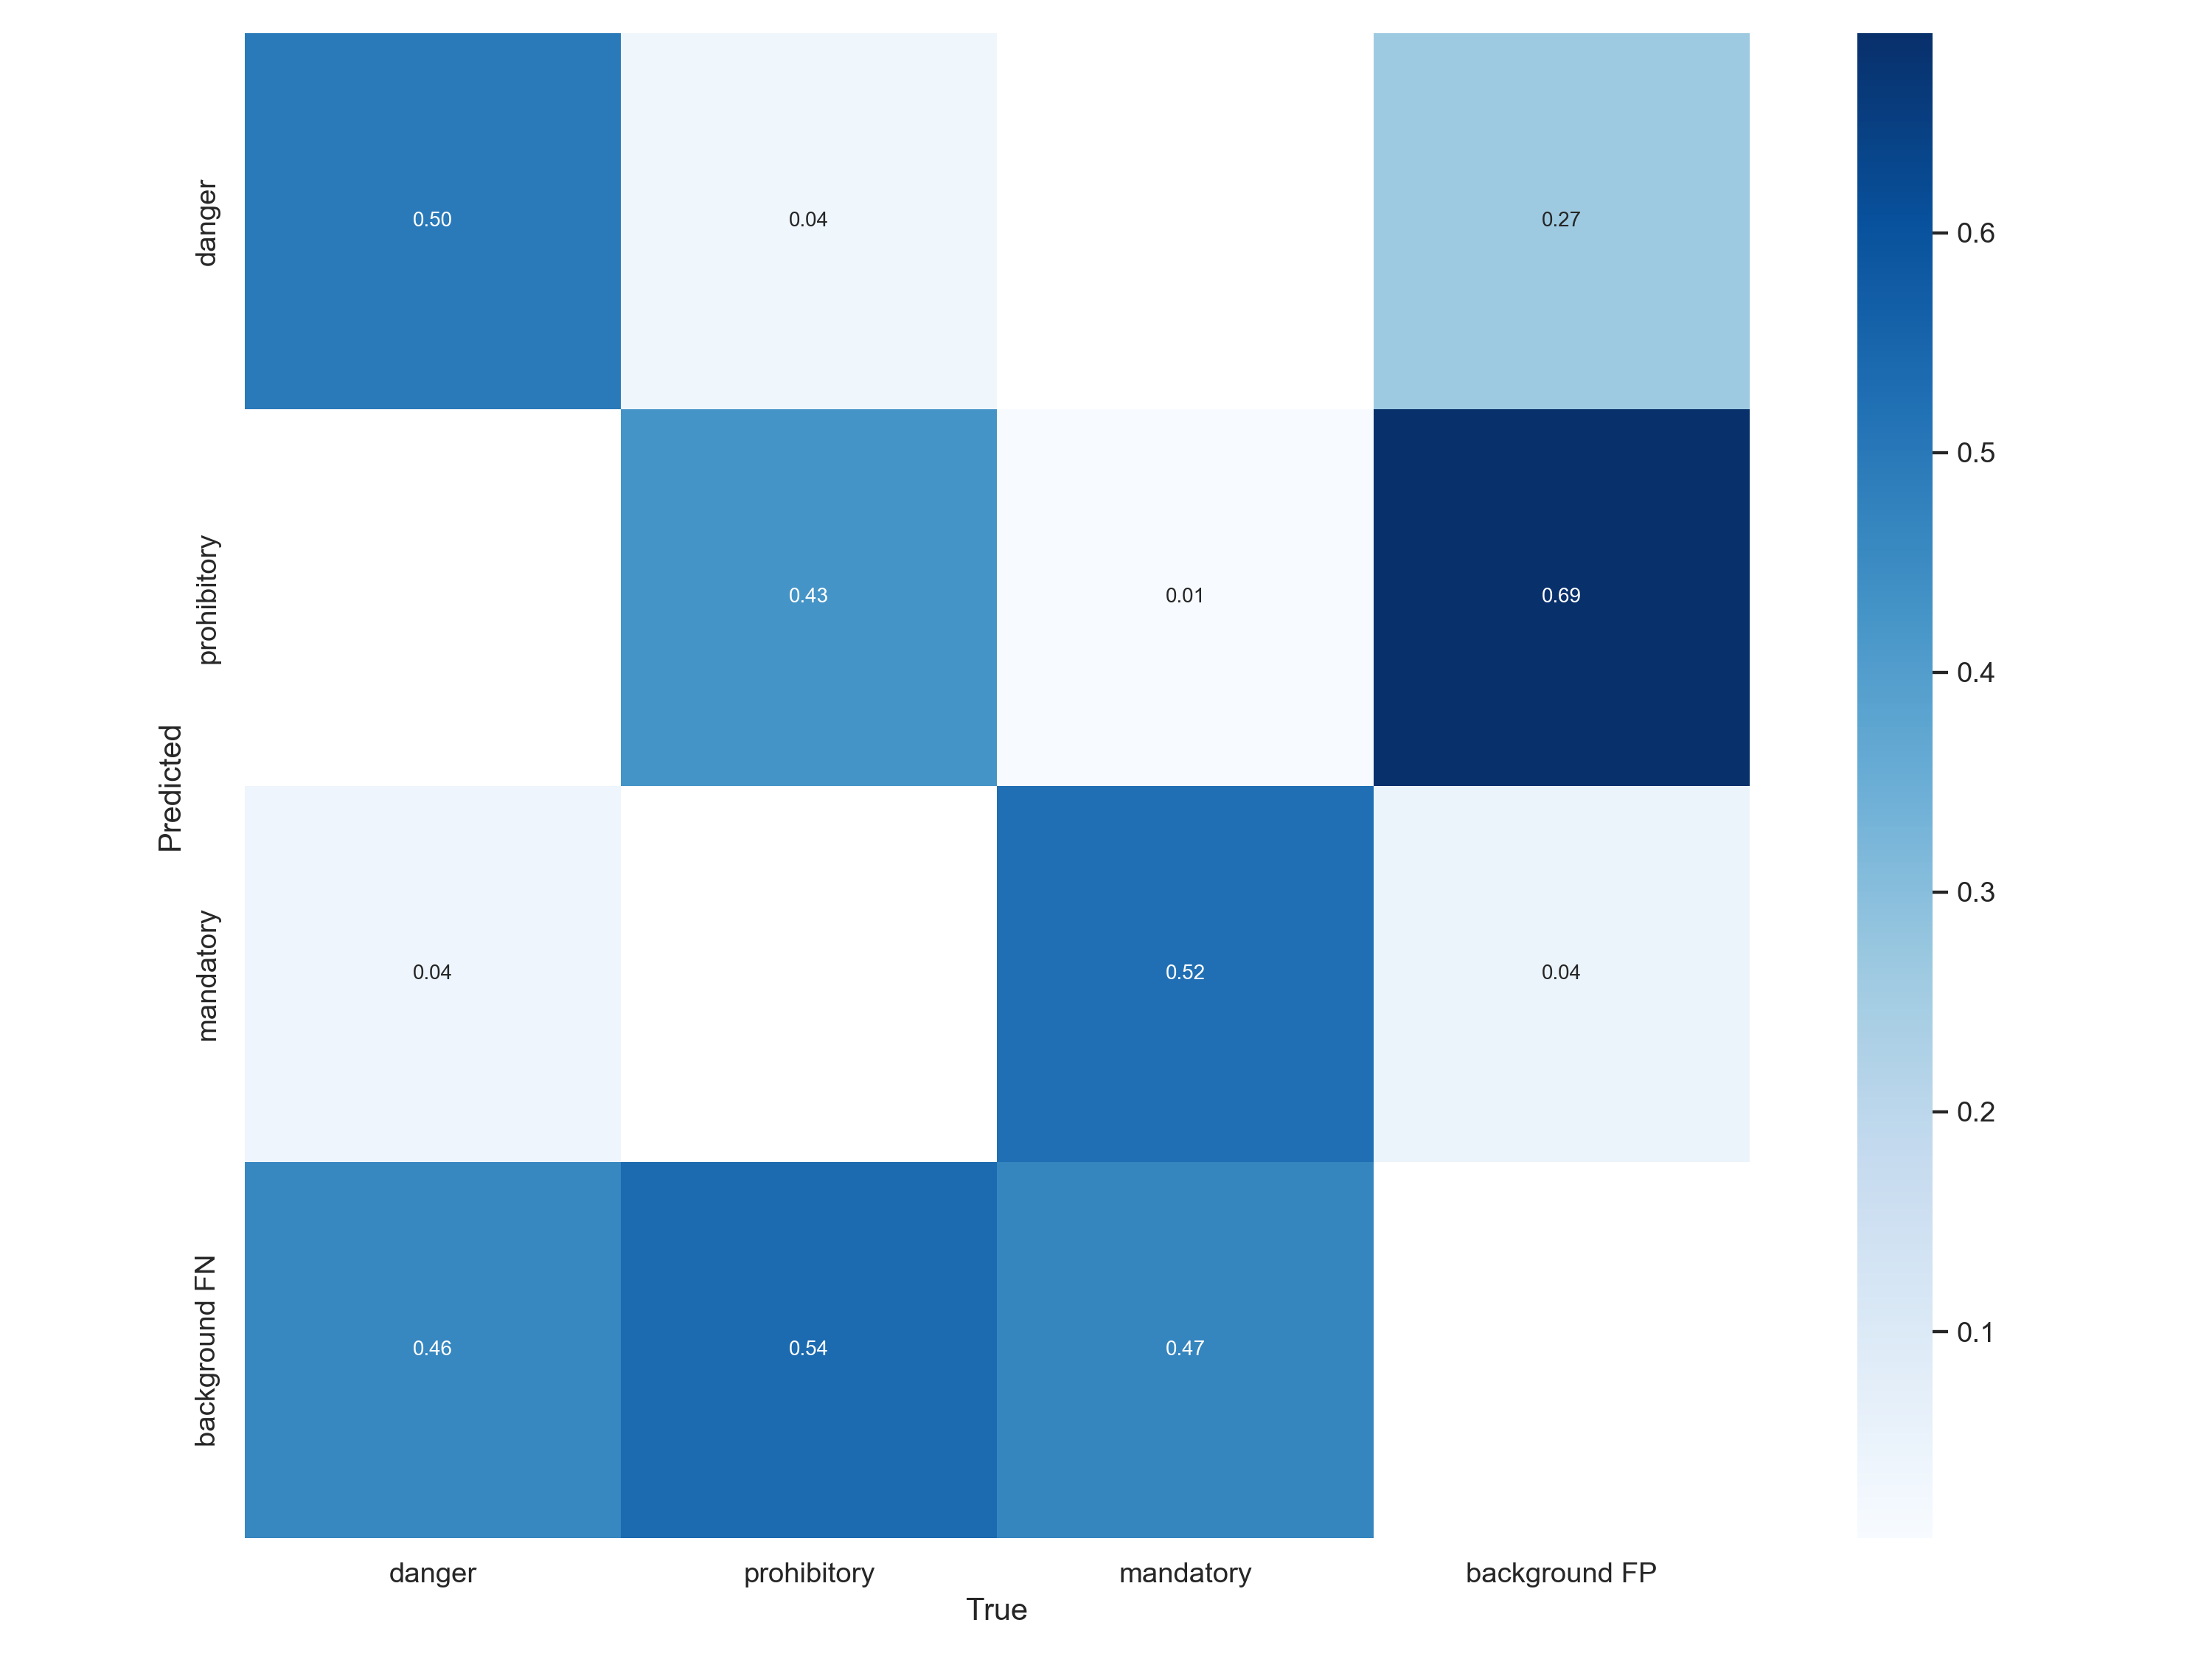 danger
0.50
0.04
0.27
prohibitory
0.43
0.01
0.69
mandatory
0.04
0.52
0.04
background FN
0.46
0.54
0.47
Predicted
danger
prohibitory
mandatory
background FP
True
0.6
0.5
0.4
0.3
0.2
0.1